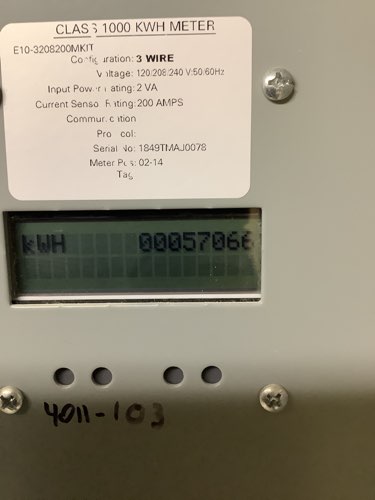 CLASS 1000 KWH METER
E10-3208200MKIT
Configuration: 3 WIRE
Voltage: 120/208-240 V:50/60Hz
Input Power Rating: 2 VA
Current Sensor Rating: 200 AMPS
Communication
Protocol:
Serial No: 1849TMAJ0078
Meter Pos: 02-14
Tag
kWH 00057066
4011-103